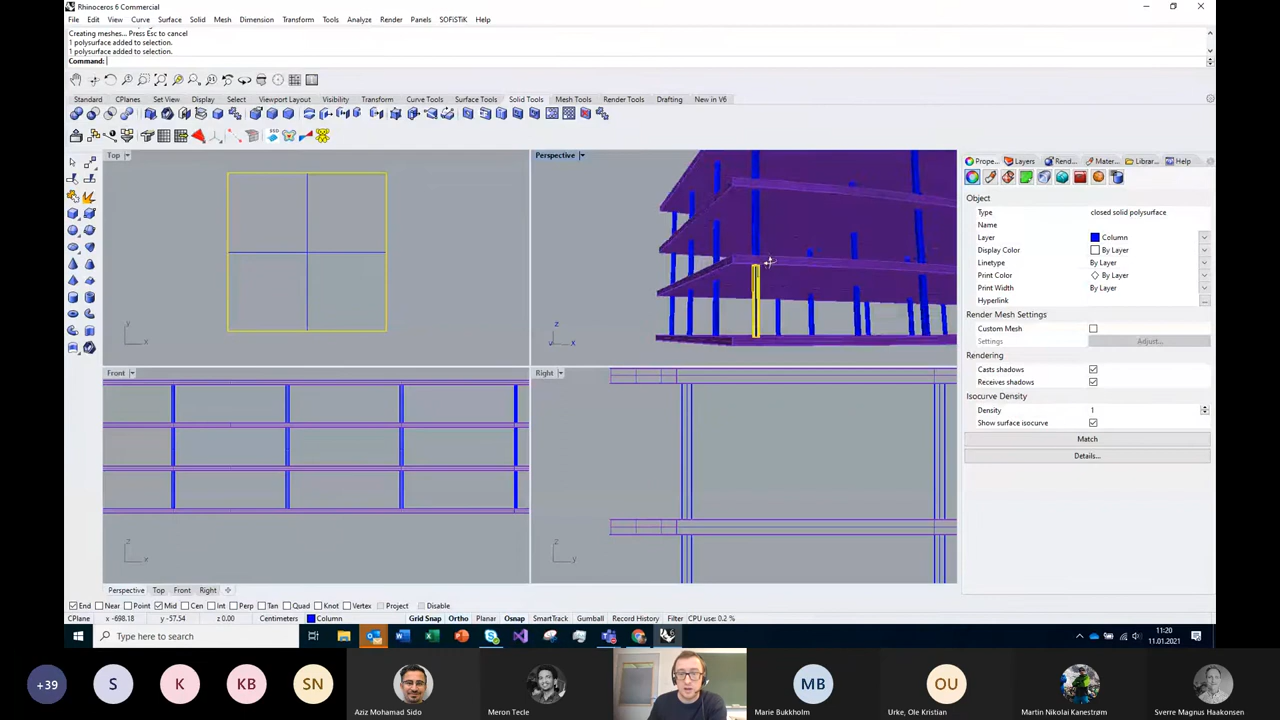 Rhinoceros 6 Commercial
File Edit View Curve Surface Solid Mesh Dimension Transform Tools Analyze Render Panels SOFiSTiK Help
Creating meshes... Press Esc to cancel
1 polysurface added to selection.
1 polysurface added to selection.
Command:
Standard CPlanes Set View Display Select Viewport Layout Visibility Transform Curve Tools Surface Tools Solid Tools Mesh Tools Render Tools Drafting New in V6
Top
Perspective
Prope... Layers Rend... Mater... Librar... Help
Object
Type closed solid polysurface
Name
Layer Column
Display Color By Layer
Linetype By Layer
Print Color By Layer
Print Width By Layer
Hyperlink ...
Render Mesh Settings
Custom Mesh
Settings Adjust...
Rendering
Casts shadows
Receives shadows
Isocurve Density
Density 1
Show surface isocurve
Match
Details...
y
x
z
y x
Front
Right
z
x
z
y
Perspective Top Front Right
End Near Point Mid Cen Int Perp Tan Quad Knot Vertex Project Disable
CPlane x -698.18 y -57.54 z 0.00 Centimeters Column Grid Snap Ortho Planar Osnap SmartTrack Gumball Record History Filter CPU use: 0.2 %
Type here to search
11:20
11.01.2021
+39 S K KB SN MB OU
Aziz Mohamad Sido Meron Tecle Marie Bukkholm Urke, Ole Kristian Martin Nikolai Kanestrøm Sverre Magnus Haakonsen